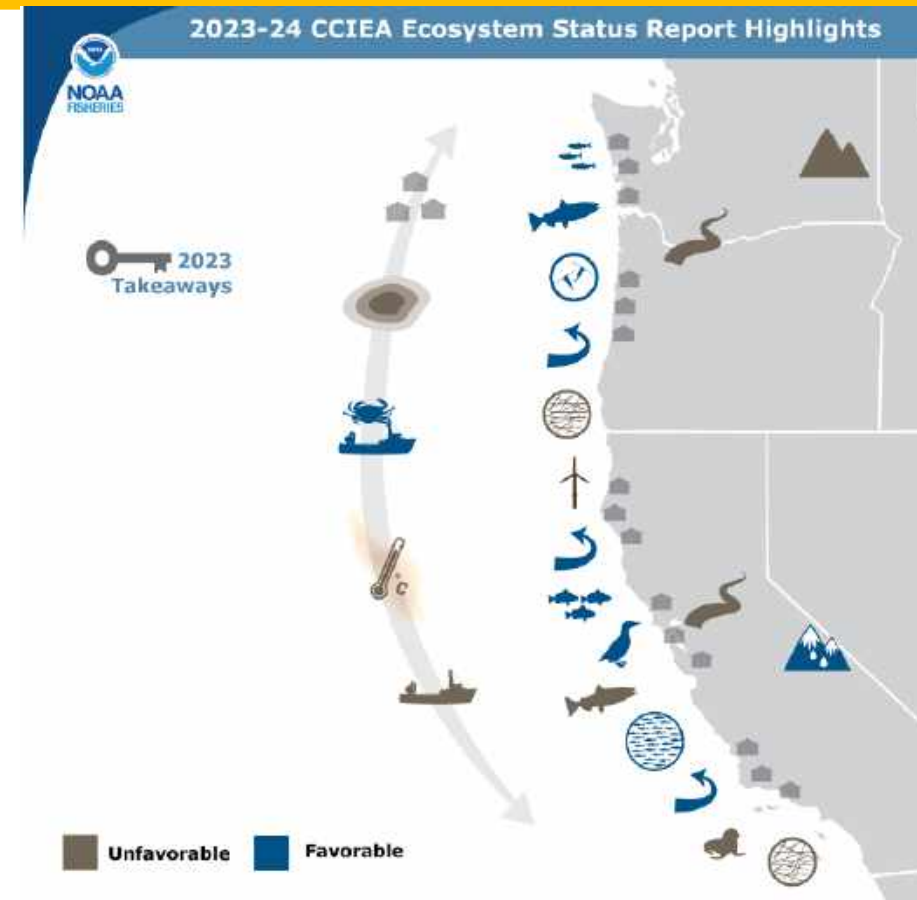 2023-24 CCIEA Ecosystem Status Report Highlights
NOAA
FISHERIES
2023
Takeaways
°C
Unfavorable
Favorable